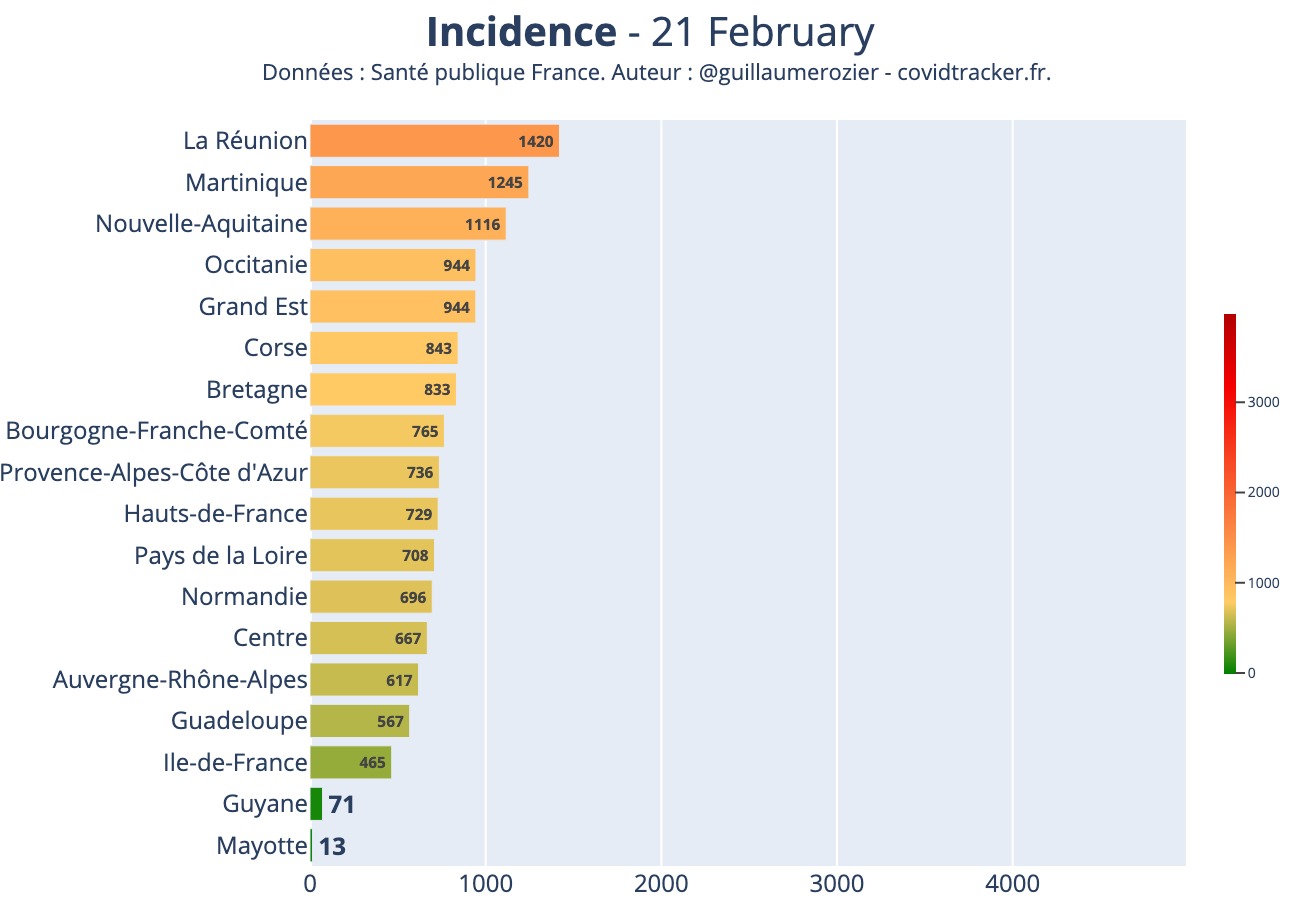 Incidence - 21 February
Données : Santé publique France. Auteur : @guillaumerozier - covidtracker.fr.
La Réunion 1420
Martinique 1245
Nouvelle-Aquitaine 1116
Occitanie 944
Grand Est 944
Corse 843
Bretagne 833
Bourgogne-Franche-Comté 765
Provence-Alpes-Côte d'Azur 736
Hauts-de-France 729
Pays de la Loire 708
Normandie 696
Centre 667
Auvergne-Rhône-Alpes 617
Guadeloupe 567
Ile-de-France 465
Guyane 71
Mayotte 13
0 1000 2000 3000 4000
3000
2000
1000
0